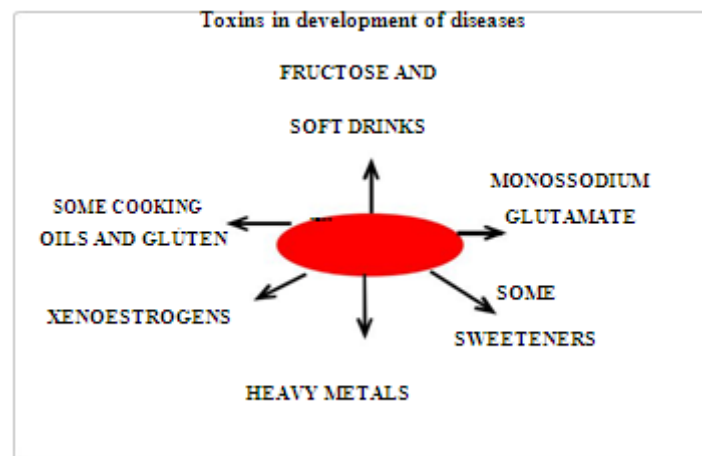 Toxins in development of diseases
FRUCTOSE AND
SOFT DRINKS
MONOSSODIUM
GLUTAMATE
SOME COOKING
OILS AND GLÚTEN
SOME
SWEETENERS
XENOESTROGENS
HEAVY METALS